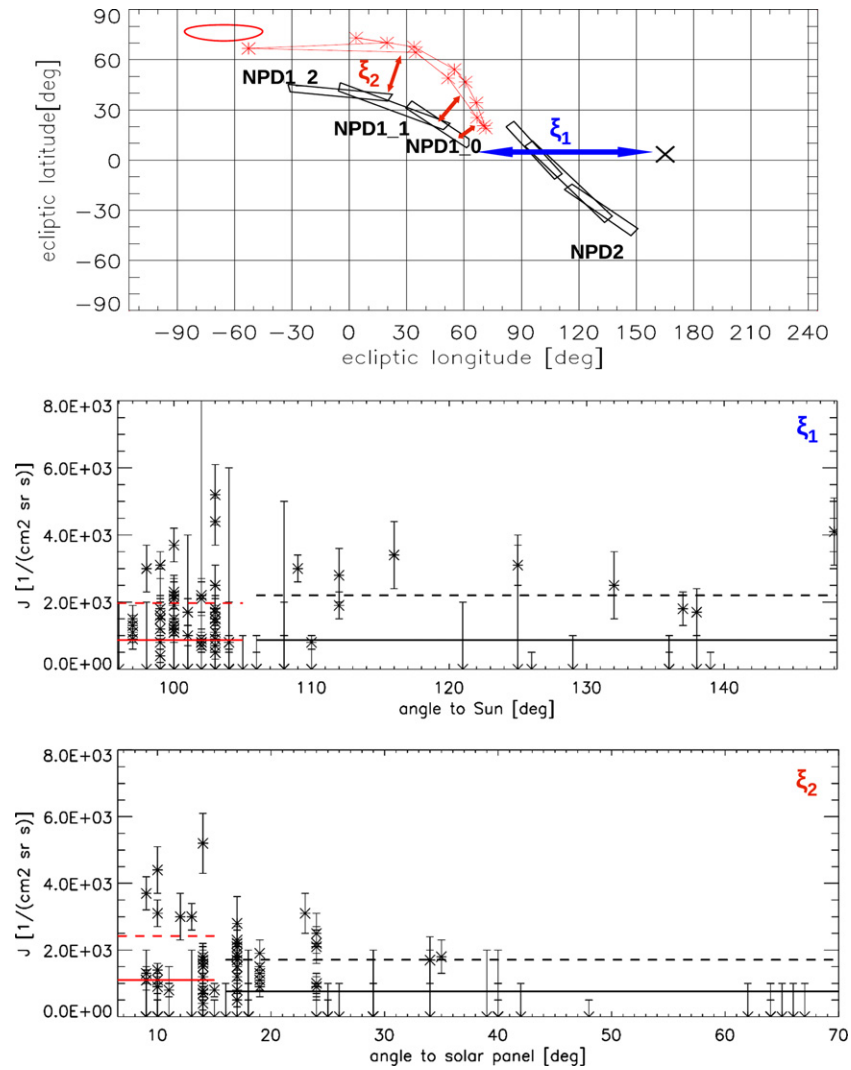 90
60
30
0
−30
−60
−90
ecliptic latitude[deg]
NPD1_2
ξ2
NPD1_1
NPD1_0
ξ1
NPD2
−90 −60 −30 0 30 60 90 120 150 180 210 240
ecliptic longitude [deg]
8.0E+03
6.0E+03
4.0E+03
2.0E+03
0.0E+00
J [1/(cm2 sr s)]
ξ1
100 110 120 130 140
angle to Sun [deg]
8.0E+03
6.0E+03
4.0E+03
2.0E+03
0.0E+00
J [1/(cm2 sr s)]
ξ2
10 20 30 40 50 60 70
angle to solar panel [deg]